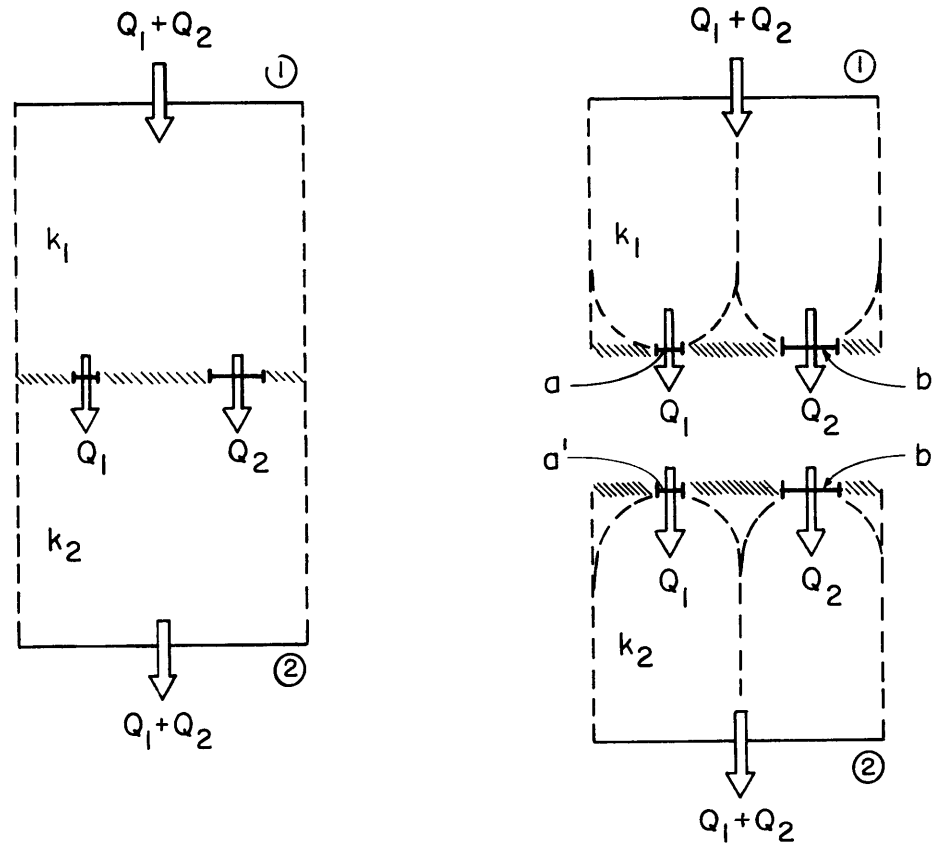 Q₁+Q₂
①
k₁
Q₁
Q₂
k₂
②
Q₁+Q₂
Q₁+Q₂
①
k₁
a
b
Q₁
Q₂
a'
b
Q₁
Q₂
k₂
②
Q₁+Q₂